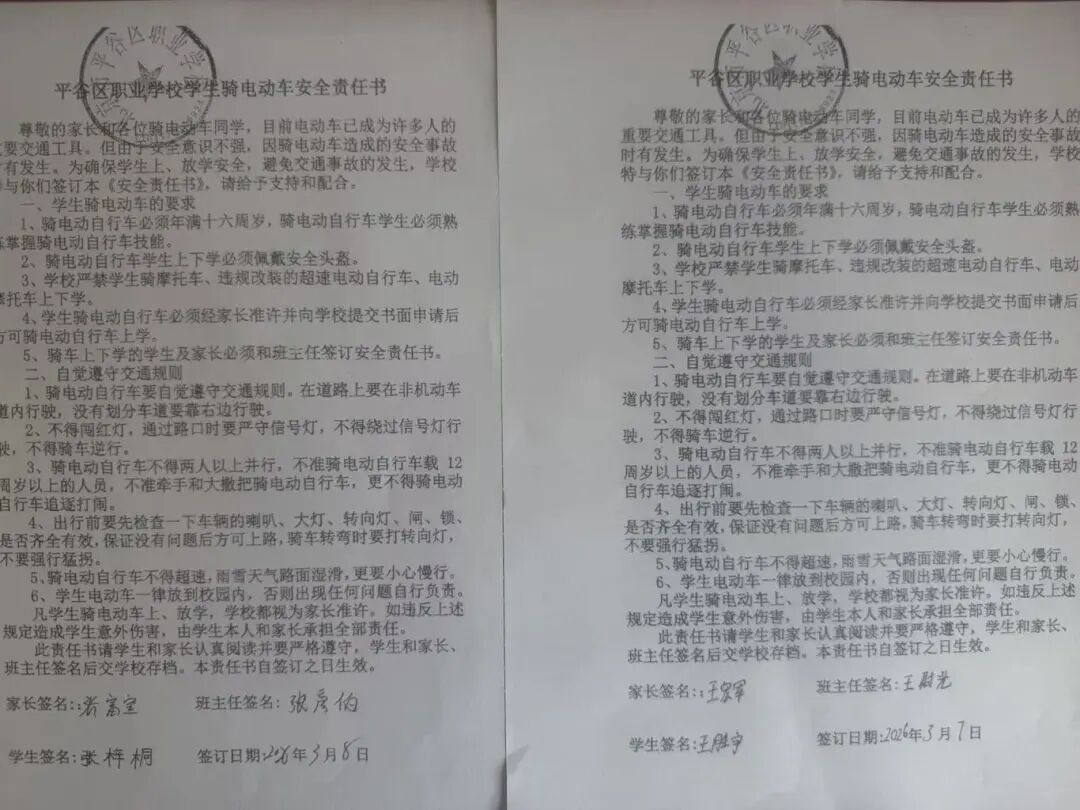 平谷区职业学校学生骑电动车安全责任书
尊敬的家长和各位骑电动车同学，目前电动车已成为许多人的
重要交通工具。但由于安全意识不强，因骑电动车造成的安全事故
时有发生。为确保学生上、放学安全，避免交通事故的发生，学校
特与你们签订本《安全责任书》，请给予支持和配合。
一、学生骑电动车的要求
1、骑电动自行车必须年满十六周岁，骑电动自行车学生必须熟
练掌握骑电动自行车技能。
2、骑电动自行车学生上下学必须佩戴安全头盔。
3、学校严禁学生骑摩托车、违规改装的超速电动自行车、电动
摩托车上下学。
4、学生骑电动自行车必须经家长准许并向学校提交书面申请后
方可骑电动自行车上学。
5、骑车上下学的学生及家长必须和班主任签订安全责任书。
二、自觉遵守交通规则
1、骑电动自行车要自觉遵守交通规则。在道路上要在非机动车
道内行驶，没有划分车道要靠右边行驶。
2、不得闯红灯，通过路口时要严守信号灯，不得绕过信号灯行
驶，不得骑车逆行。
3、骑电动自行车不得两人以上并行，不准骑电动自行车载 12
周岁以上的人员，不准牵手和大撒把骑电动自行车，更不得骑电动
自行车追逐打闹。
4、出行前要先检查一下车辆的喇叭、大灯、转向灯、闸、锁、
是否齐全有效，保证没有问题后方可上路，骑车转弯时要打转向灯，
不要强行猛拐。
5、骑电动自行车不得超速，雨雪天气路面湿滑，更要小心慢行。
6、学生电动车一律放到校园内，否则出现任何问题自行负责。
凡学生骑电动车上、放学，学校都视为家长准许。如违反上述
规定造成学生意外伤害，由学生本人和家长承担全部责任。
此责任书请学生和家长认真阅读并要严格遵守，学生和家长、
班主任签名后交学校存档。本责任书自签订之日生效。
家长签名：: 富宝 班主任签名：张彦伯
学生签名：张梓桐 签订日期:2026年3月8日
平谷区职业学校学生骑电动车安全责任书
尊敬的家长和各位骑电动车同学，目前电动车已成为许多人的
重要交通工具。但由于安全意识不强，因骑电动车造成的安全事故
时有发生。为确保学生上、放学安全，避免交通事故的发生，学校
特与你们签订本《安全责任书》，请给予支持和配合。
一、学生骑电动车的要求
1、骑电动自行车必须年满十六周岁，骑电动自行车学生必须熟
练掌握骑电动自行车技能。
2、骑电动自行车学生上下学必须佩戴安全头盔。
3、学校严禁学生骑摩托车、违规改装的超速电动自行车、电动
摩托车上下学。
4、学生骑电动自行车必须经家长准许并向学校提交书面申请后
方可骑电动自行车上学。
5、骑车上下学的学生及家长必须和班主任签订安全责任书。
二、自觉遵守交通规则
1、骑电动自行车要自觉遵守交通规则。在道路上要在非机动车
道内行驶，没有划分车道要靠右边行驶。
2、不得闯红灯，通过路口时要严守信号灯，不得绕过信号灯行
驶，不得骑车逆行。
3、骑电动自行车不得两人以上并行，不准骑电动自行车载 12
周岁以上的人员，不准牵手和大撒把骑电动自行车，更不得骑电动
自行车追逐打闹。
4、出行前要先检查一下车辆的喇叭、大灯、转向灯、闸、锁、
是否齐全有效，保证没有问题后方可上路，骑车转弯时要打转向灯，
不要强行猛拐。
5、骑电动自行车不得超速，雨雪天气路面湿滑，更要小心慢行。
6、学生电动车一律放到校园内，否则出现任何问题自行负责。
凡学生骑电动车上、放学，学校都视为家长准许。如违反上述
规定造成学生意外伤害，由学生本人和家长承担全部责任。
此责任书请学生和家长认真阅读并要严格遵守，学生和家长、
班主任签名后交学校存档。本责任书自签订之日生效。
家长签名：:王军 班主任签名:王尉光
学生签名：:王胜宇 签订日期:2026年3月7日